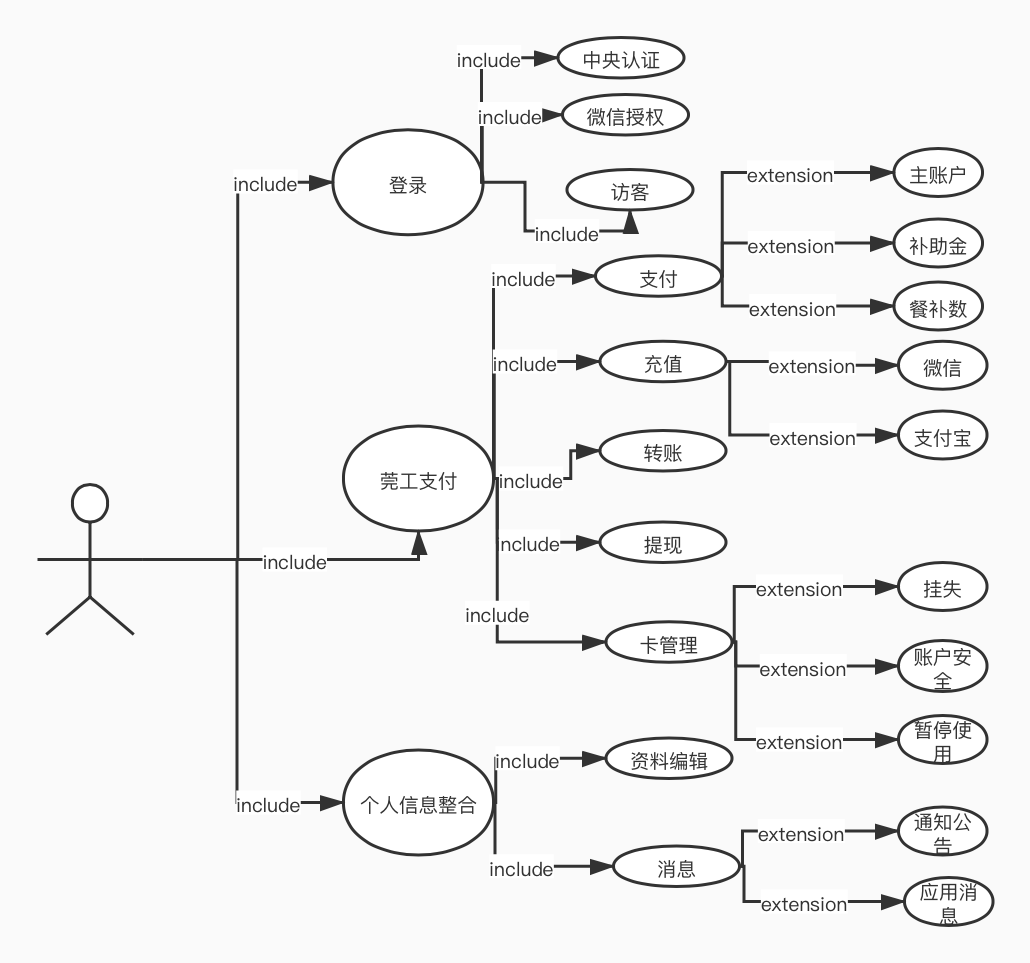 include
中央认证
include
微信授权
include
登录
访客
include
extension
主账户
extension
补助金
extension
餐补数
include
支付
include
充值
extension
微信
extension
支付宝
include
转账
莞工支付
include
提现
include
include
卡管理
extension
挂失
extension
账户安
全
extension
暂停使
用
include
个人信息整合
include
资料编辑
include
消息
extension
通知公
告
extension
应用消
息